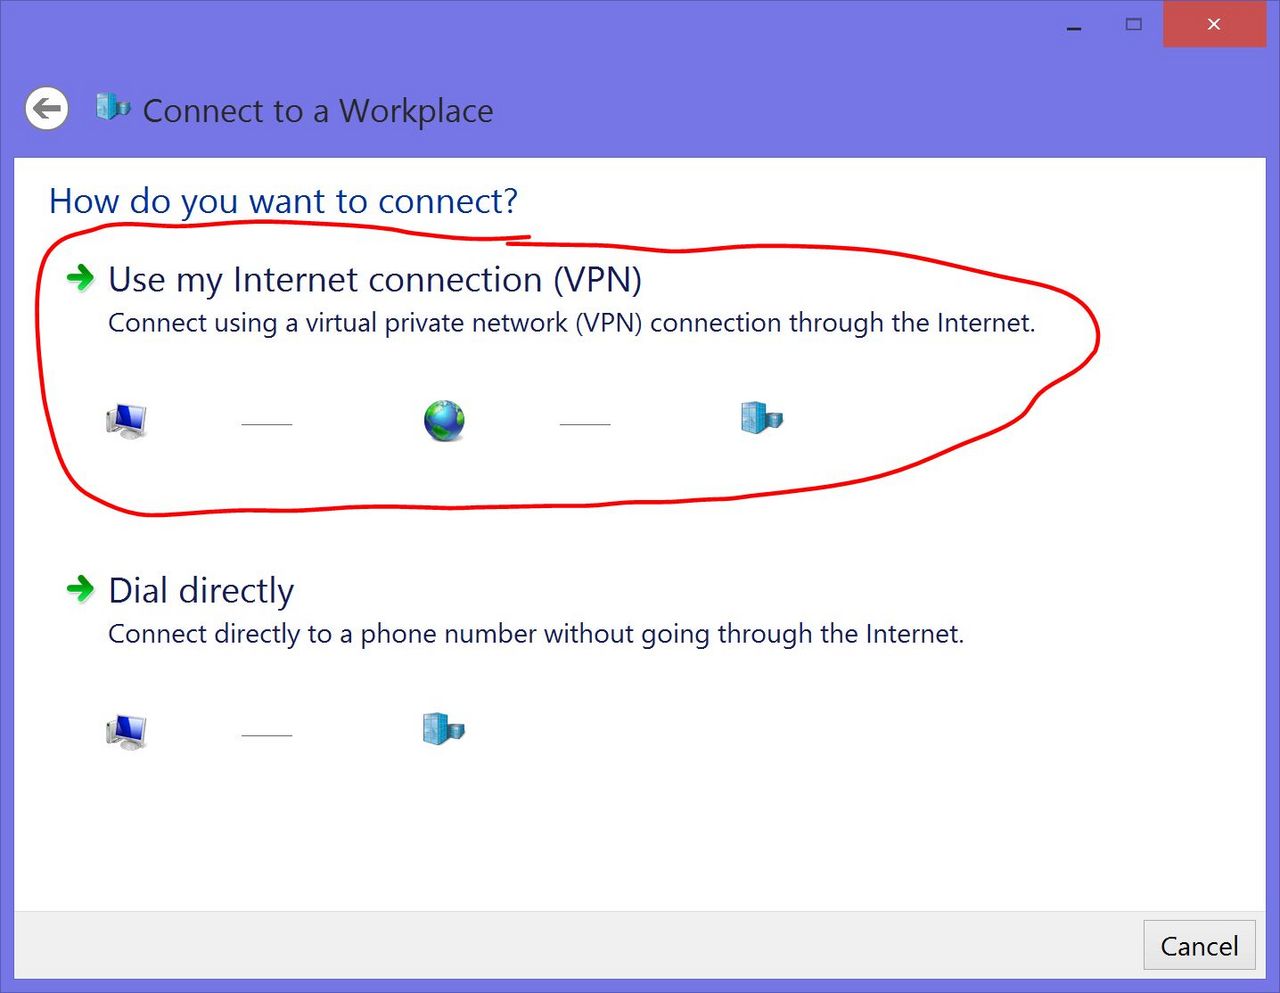 Connect to a Workplace
How do you want to connect?
Use my Internet connection (VPN)
Connect using a virtual private network (VPN) connection through the Internet.
Dial directly
Connect directly to a phone number without going through the Internet.
Cancel